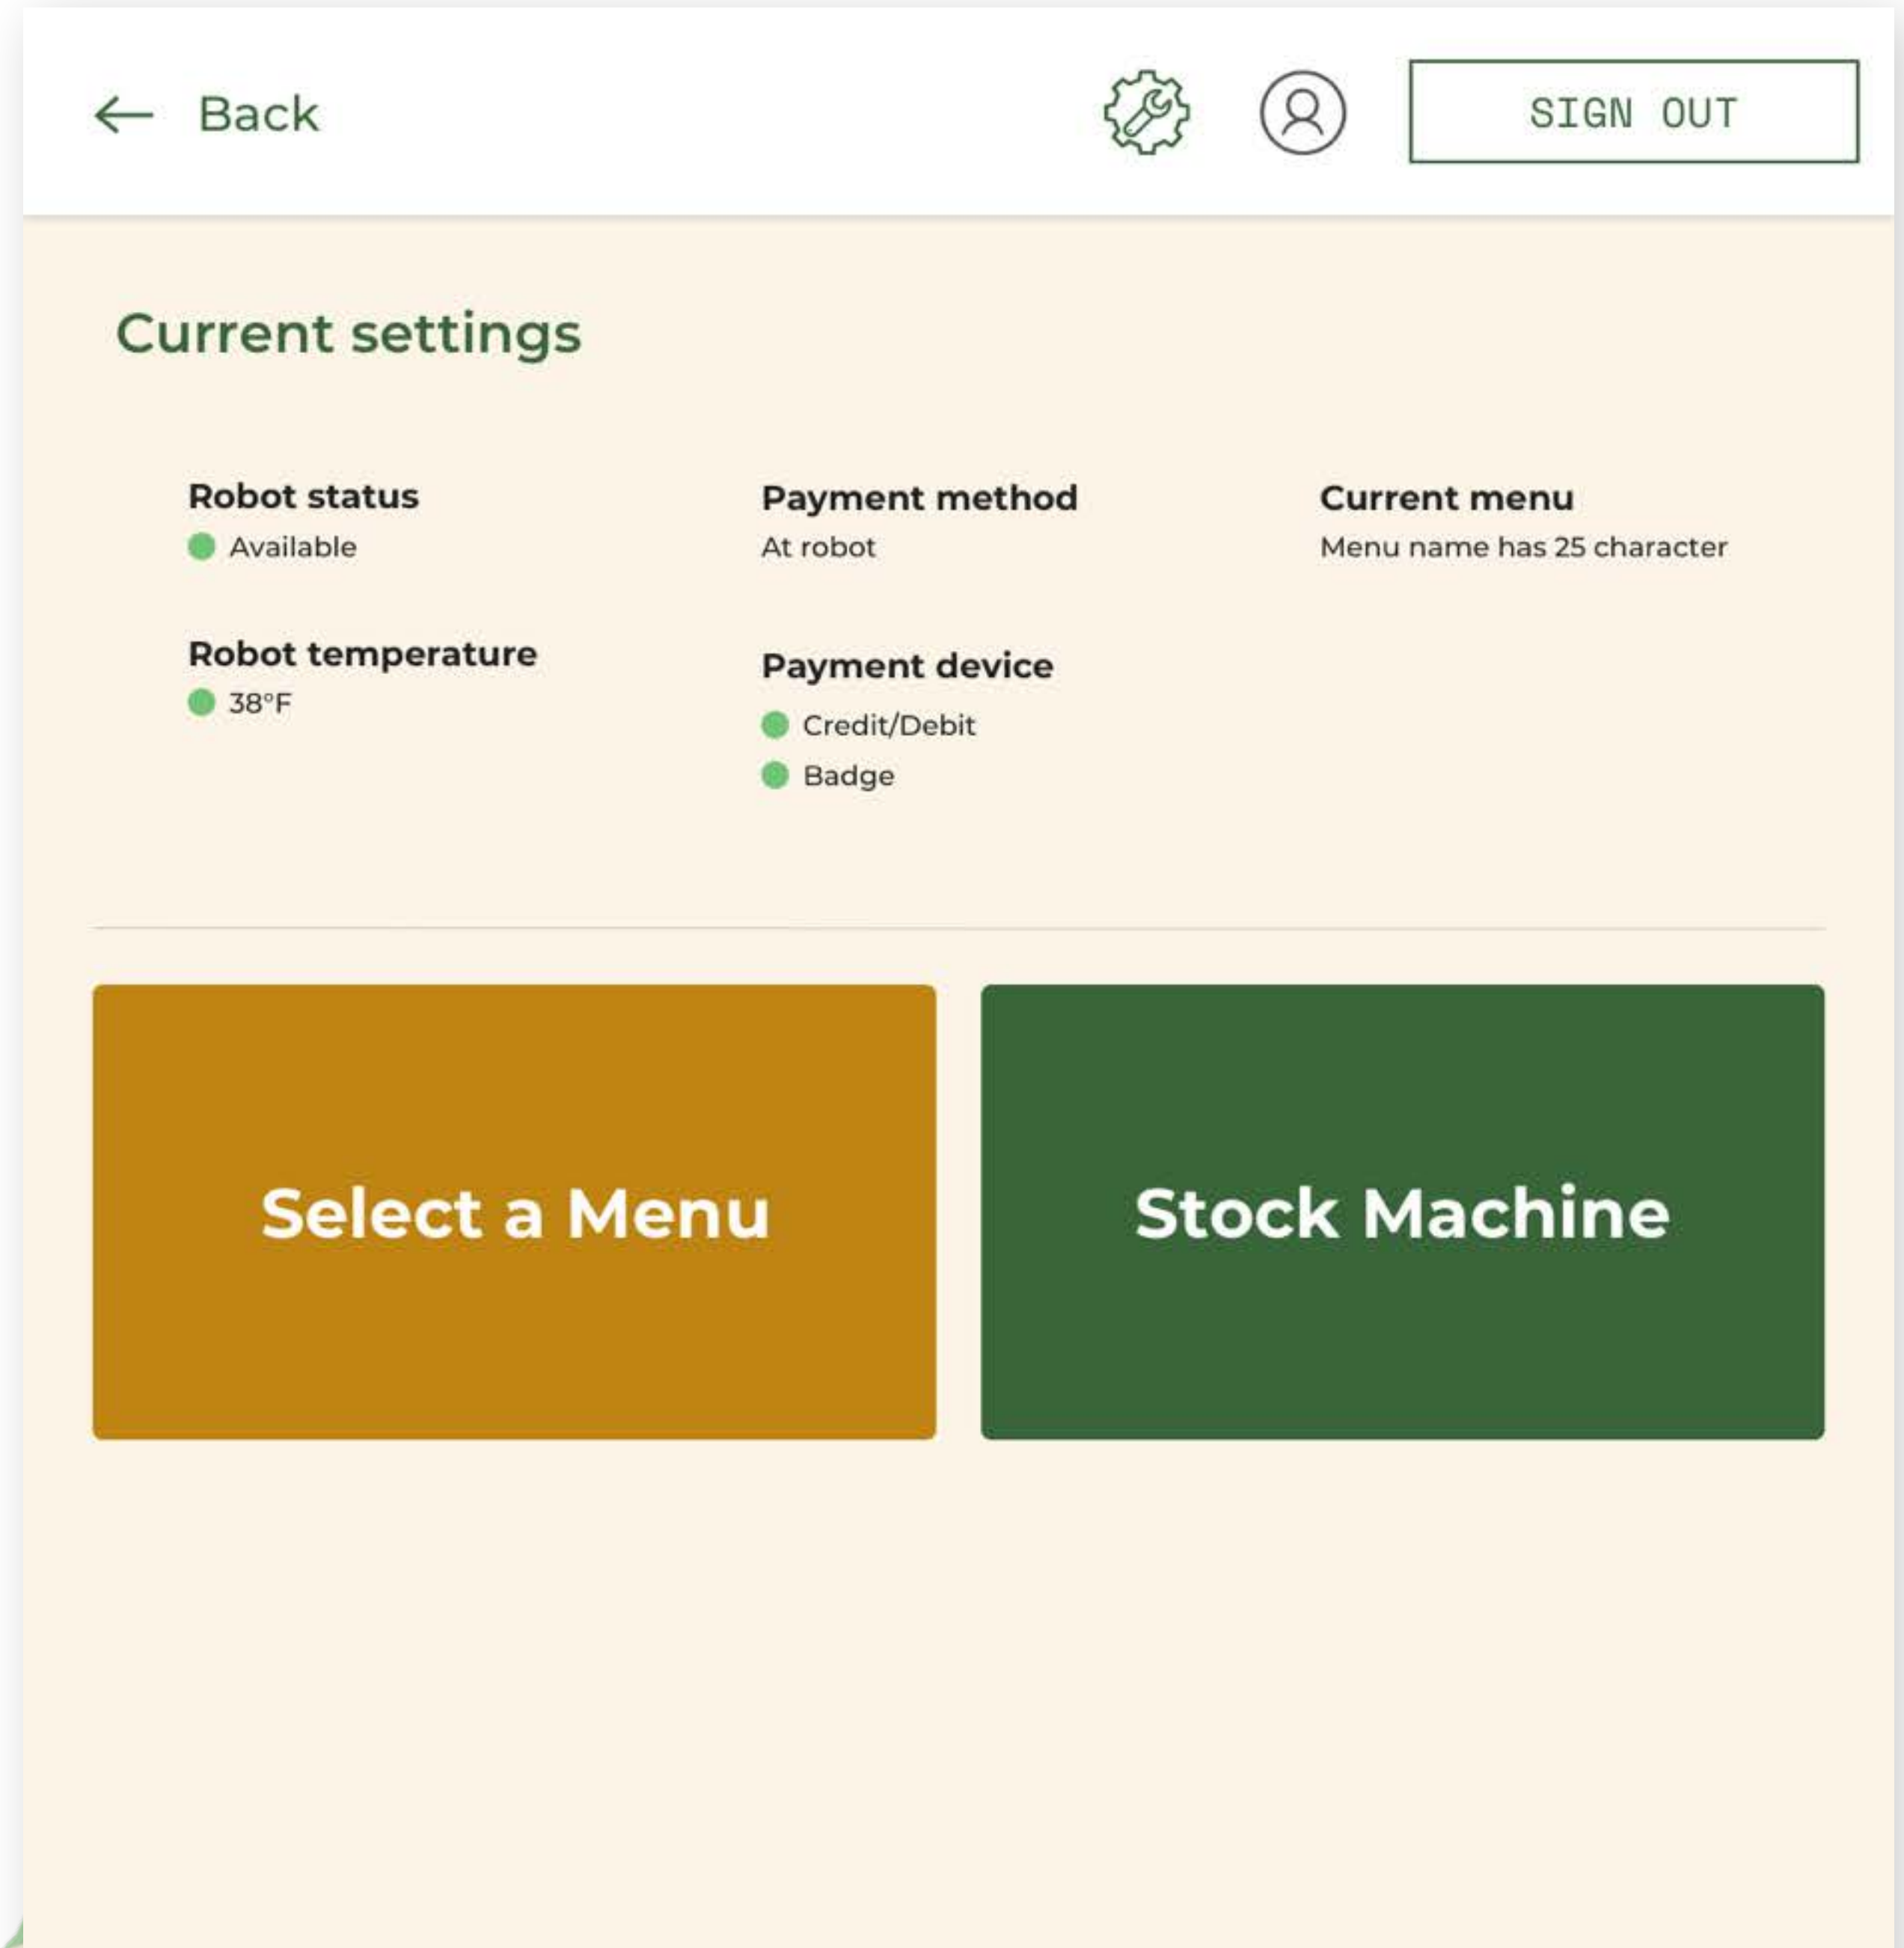 Back
SIGN OUT
Current settings
Robot status
Available
Robot temperature
38°F
Payment method
At robot
Payment device
Credit/Debit
Badge
Current menu
Menu name has 25 character
Select a Menu
Stock Machine